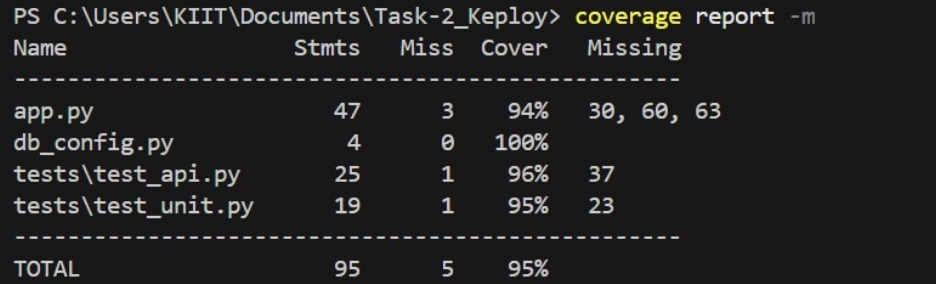 PS C:\Users\KIIT\Documents\Task-2_Keploy> coverage report -m
Name                  Stmts   Miss  Cover   Missing
---------------------------------------------------
app.py                   47      3    94%   30, 60, 63
db_config.py              4      0   100%
tests\test_api.py        25      1    96%   37
tests\test_unit.py       19      1    95%   23
---------------------------------------------------
TOTAL                    95      5    95%